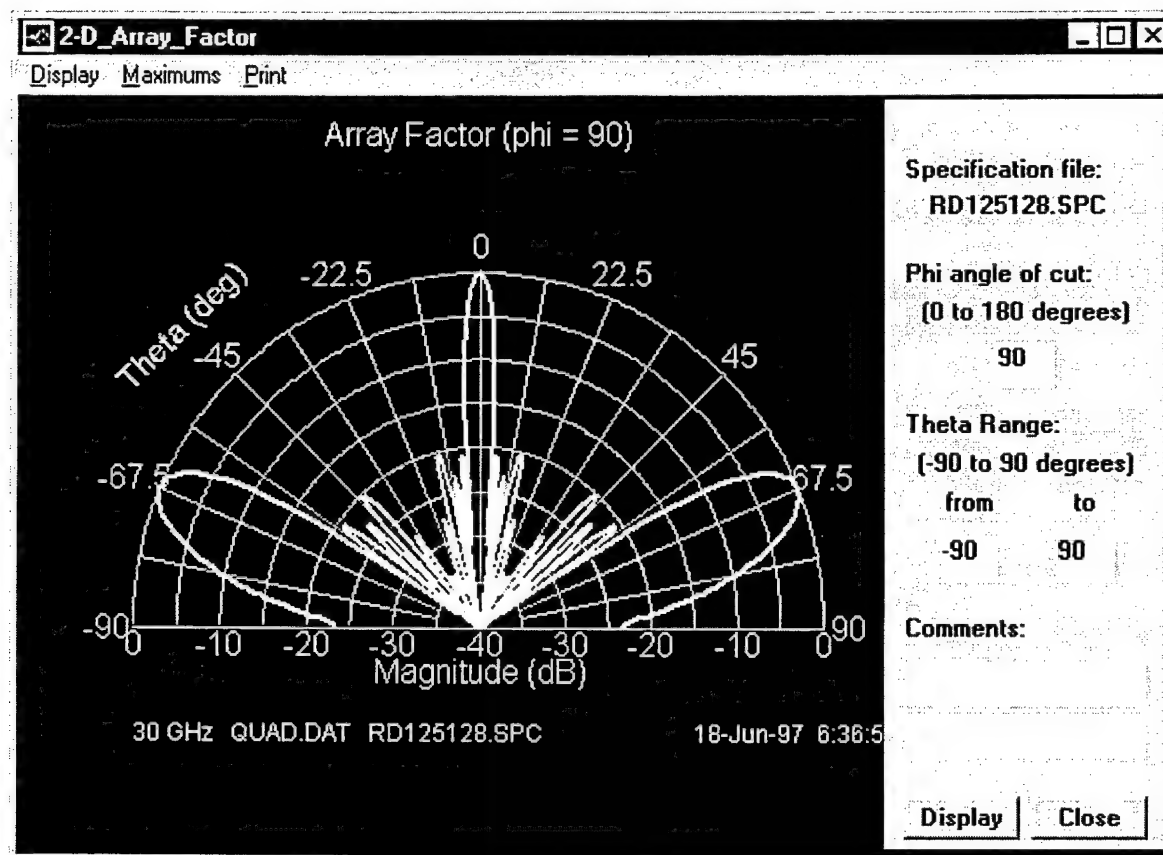 2-D_Array_Factor
Display Maximums Print
Array Factor (phi = 90)
Theta (deg)
-90
-67.5
-45
-22.5
0
22.5
45
67.5
90
0 -10 -20 -30 -40 -30 -20 -10 0
Magnitude (dB)
30 GHz QUAD.DAT RD125128.SPC
18-Jun-97 6:36:5
Specification file:
RD125128.SPC
Phi angle of cut:
(0 to 180 degrees)
90
Theta Range:
(-90 to 90 degrees)
from to
-90 90
Comments:
Display Close